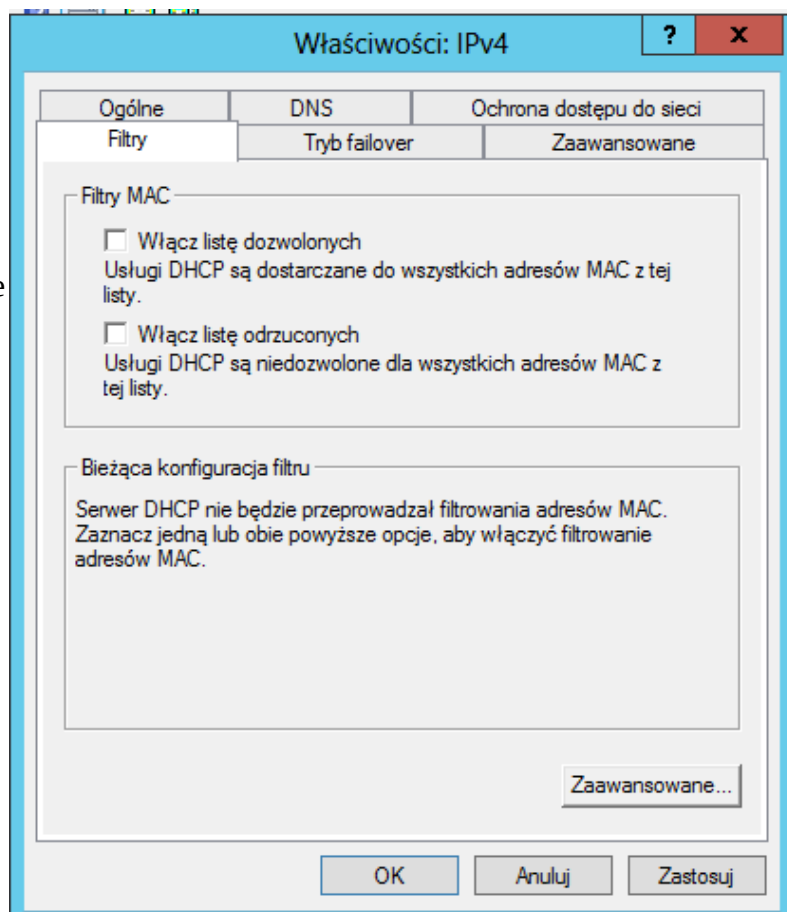 Właściwości: IPv4
?
x
Ogólne
DNS
Ochrona dostępu do sieci
Filtry
Tryb failover
Zaawansowane
Filtry MAC
Włącz listę dozwolonych
Usługi DHCP są dostarczane do wszystkich adresów MAC z tej
listy.
e
Włącz listę odrzuconych
Usługi DHCP są niedozwolone dla wszystkich adresów MAC z
tej listy.
Bieżąca konfiguracja filtru
Serwer DHCP nie będzie przeprowadzał filtrowania adresów MAC.
Zaznacz jedną lub obie powyższe opcje, aby włączyć filtrowanie
adresów MAC.
Zaawansowane...
OK
Anuluj
Zastosuj